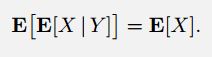 E[E[X | Y]] = E[X].